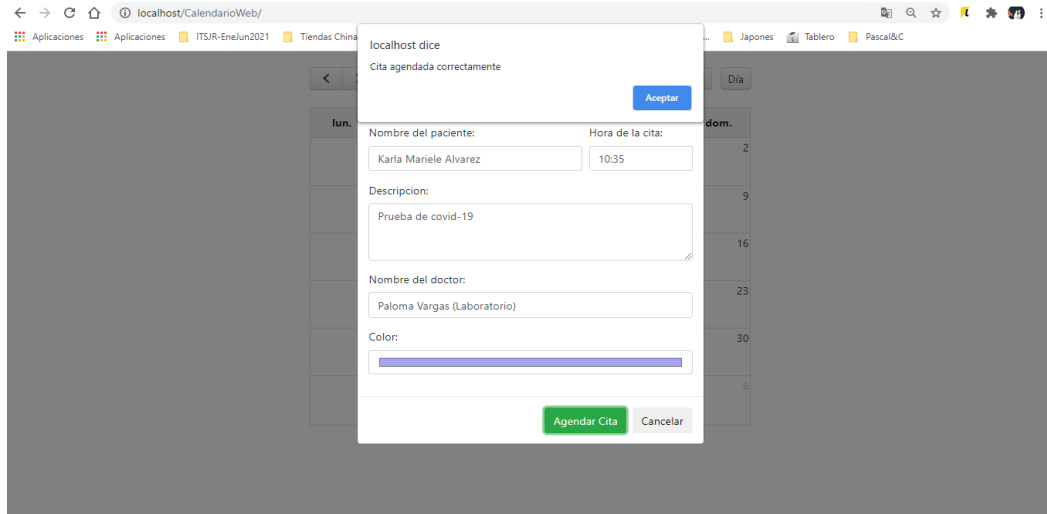 localhost/CalendarioWeb/
Aplicaciones Aplicaciones ITSJR-EneJun2021 Tiendas China ... Japones Tablero Pascal&C
localhost dice
Cita agendada correctamente
Aceptar
Día
lun. dom.
Nombre del paciente: Hora de la cita:
Karla Mariele Alvarez 10:35
2
Descripcion:
9
Prueba de covid-19
16
Nombre del doctor:
23
Paloma Vargas (Laboratorio)
Color:
30
6
Agendar Cita Cancelar